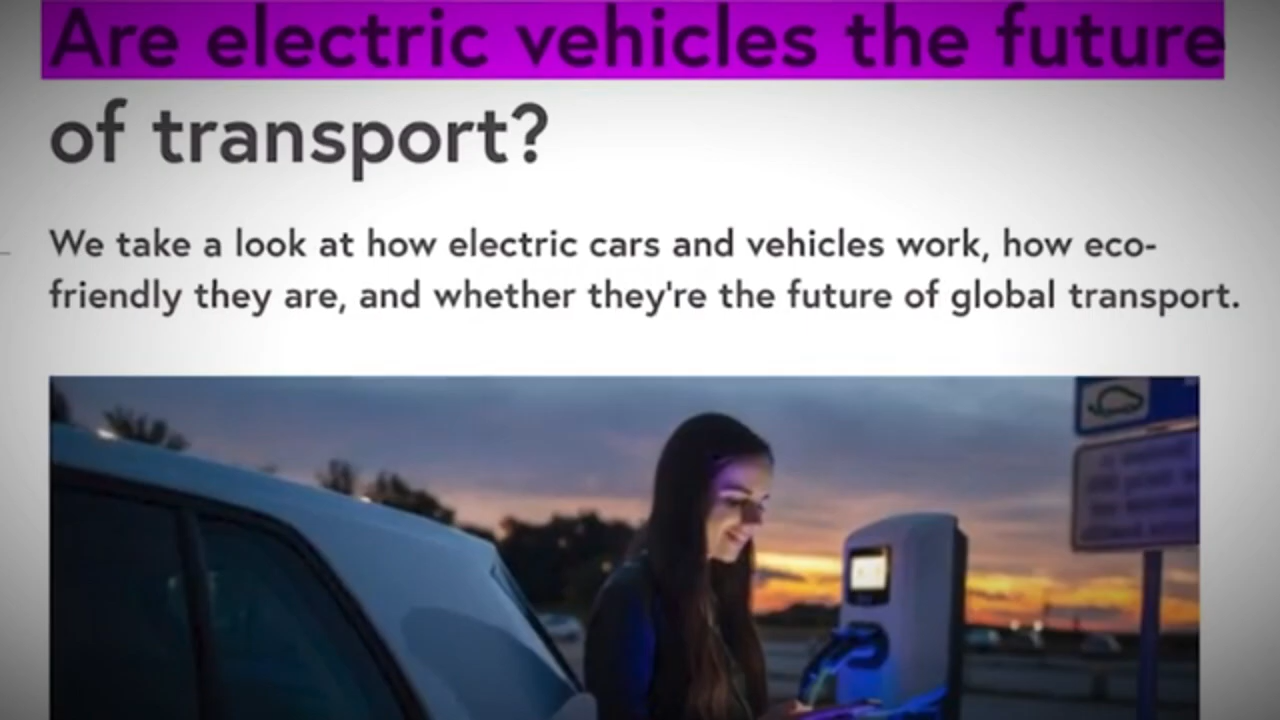 Are electric vehicles the future
of transport?
We take a look at how electric cars and vehicles work, how eco-
friendly they are, and whether they're the future of global transport.